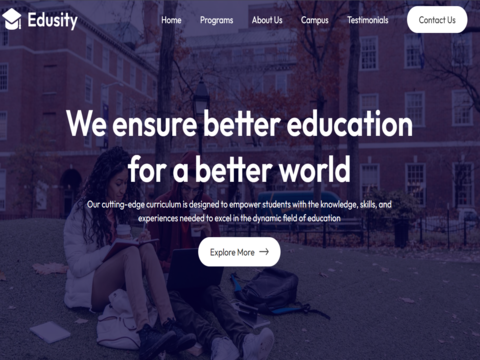 Edusity Home Programs About Us Campus Testimonials Contact Us
We ensure better education
for a better world
Our cutting-edge curriculum is designed to empower students with the knowledge, skills, and
experiences needed to excel in the dynamic field of education
Explore More →